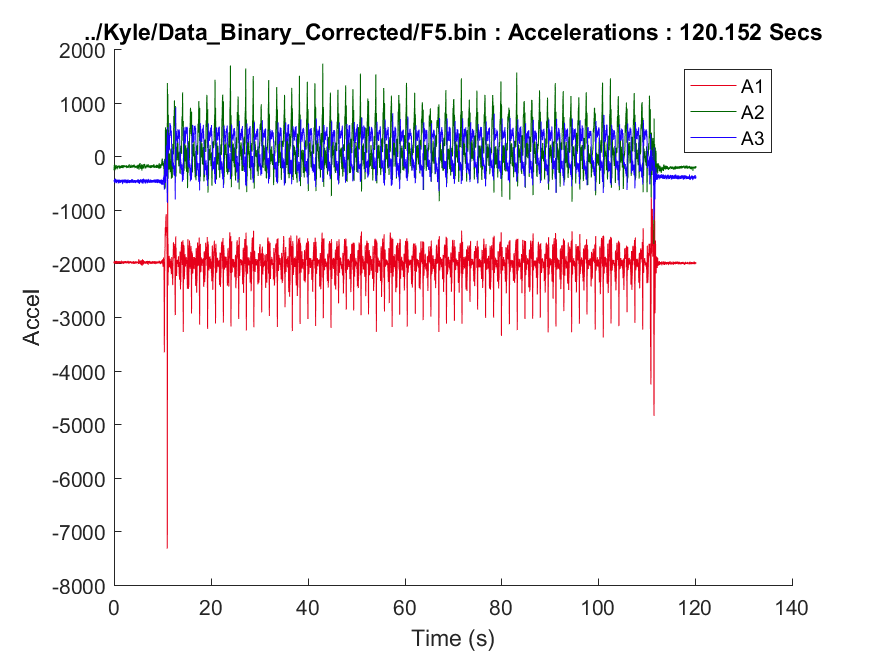 ../Kyle/Data_Binary_Corrected/F5.bin : Accelerations : 120.152 Secs
2000
1000
0
-1000
-2000
-3000
-4000
-5000
-6000
-7000
-8000
Accel
A1
A2
A3
0 20 40 60 80 100 120 140
Time (s)